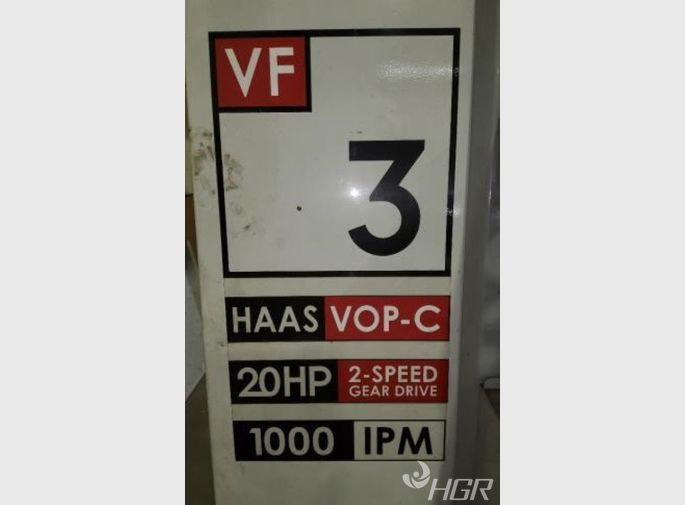 VF
3
HAAS VOP-C
20HP 2-SPEED
GEAR DRIVE
1000 IPM
HGR